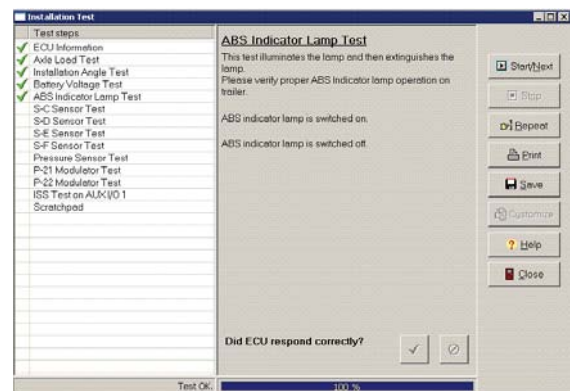 Installation Test
Test steps
ECU Information
Axle Load Test
Installation Angle Test
Battery Voltage Test
ABS Indicator Lamp Test
S-C Sensor Test
S-D Sensor Test
S-E Sensor Test
S-F Sensor Test
Pressure Sensor Test
P-21 Modulator Test
P-22 Modulator Test
ISS Test on AUX I/O 1
Scratchpad
ABS Indicator Lamp Test
This test illuminates the lamp and then extinguishes the
lamp.
Please verify proper ABS Indicator lamp operation on
trailer.
ABS indicator lamp is switched on.
ABS indicator lamp is switched off.
Did ECU respond correctly?
Start/Next
Stop
Repeat
Print
Save
Customize
Help
Close
Test OK.
100 %